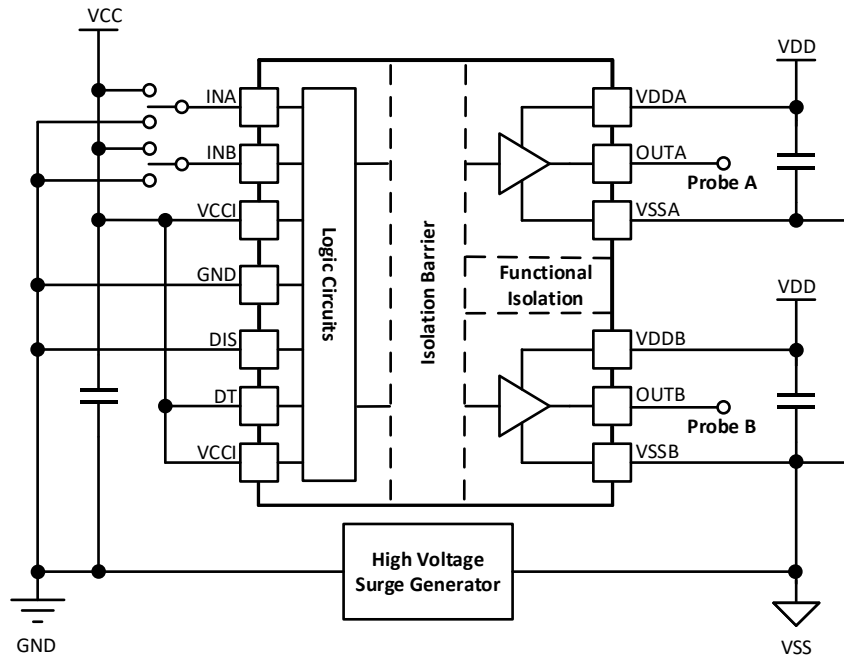 VCC
VDD
INA
VDDA
INB
OUTA
Probe A
VCCI
VSSA
GND
Logic Circuits
Isolation Barrier
Functional
Isolation
VDD
DIS
VDDB
DT
OUTB
Probe B
VCCI
VSSB
High Voltage
Surge Generator
GND
VSS